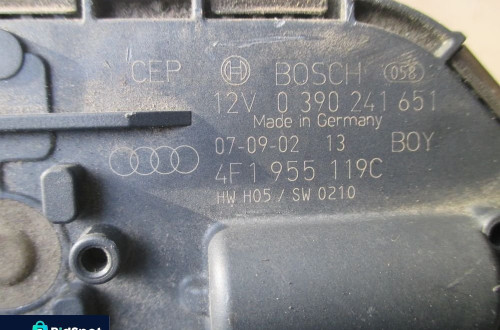 CEP BOSCH 058
12V 0 390 241 651
Made in Germany
07-09-02 13 BOY
4F1 955 119C
HW H05 / SW 0210
BidSpot